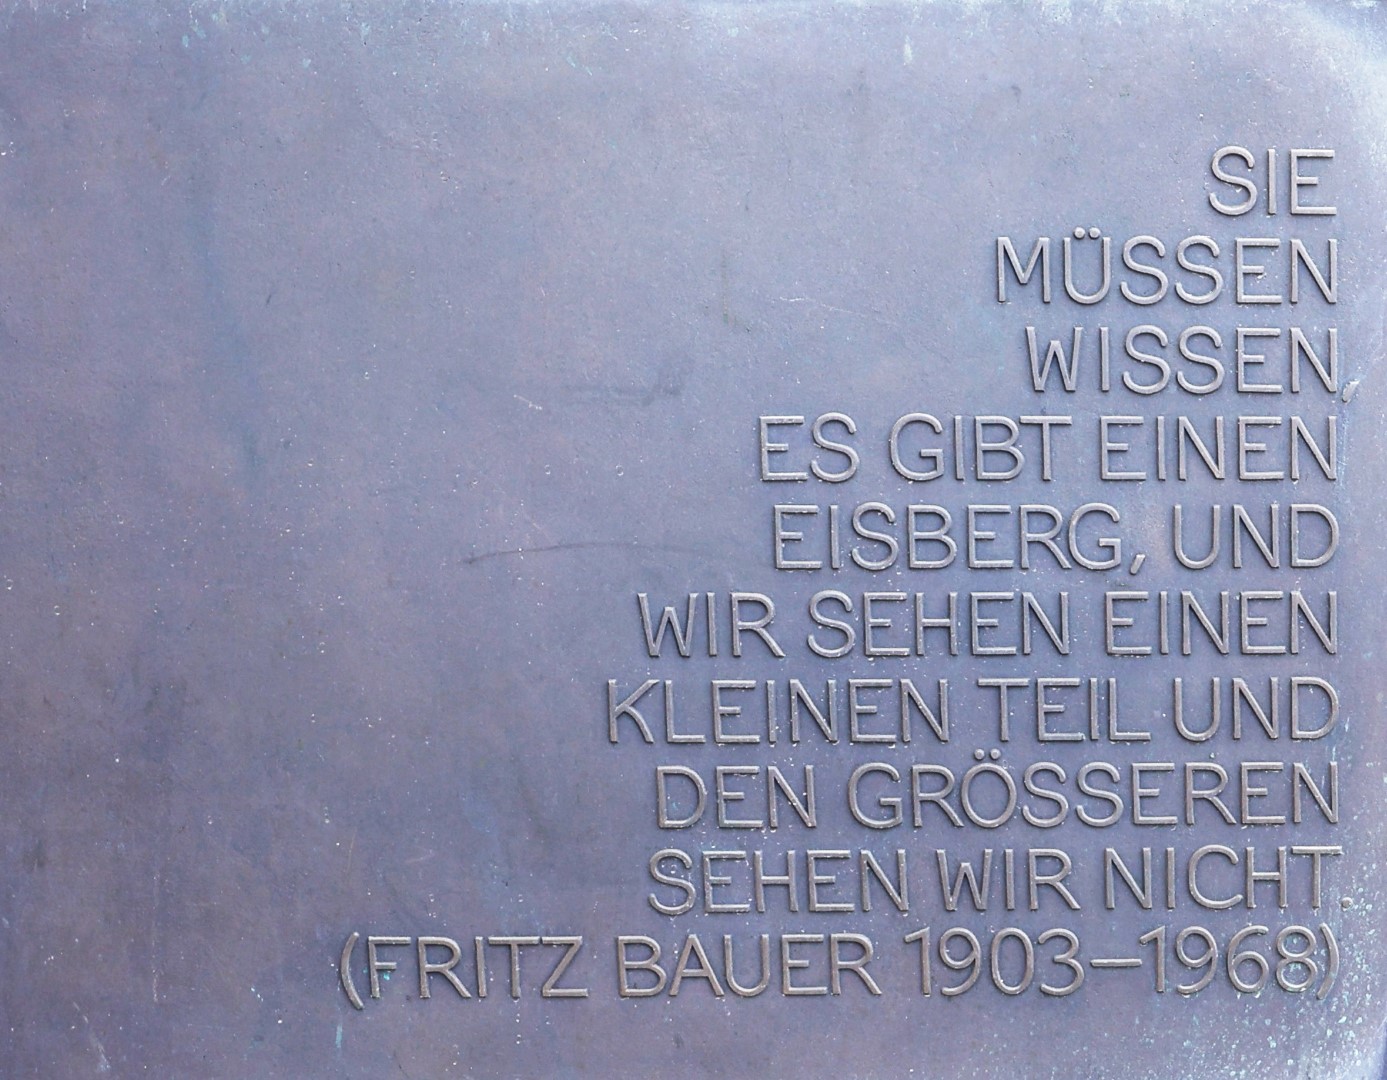 SIE
MÜSSEN
WISSEN,
ES GIBT EINEN
EISBERG, UND
WIR SEHEN EINEN
KLEINEN TEIL UND
DEN GRÖSSEREN
SEHEN WIR NICHT.
(FRITZ BAUER 1903–1968)